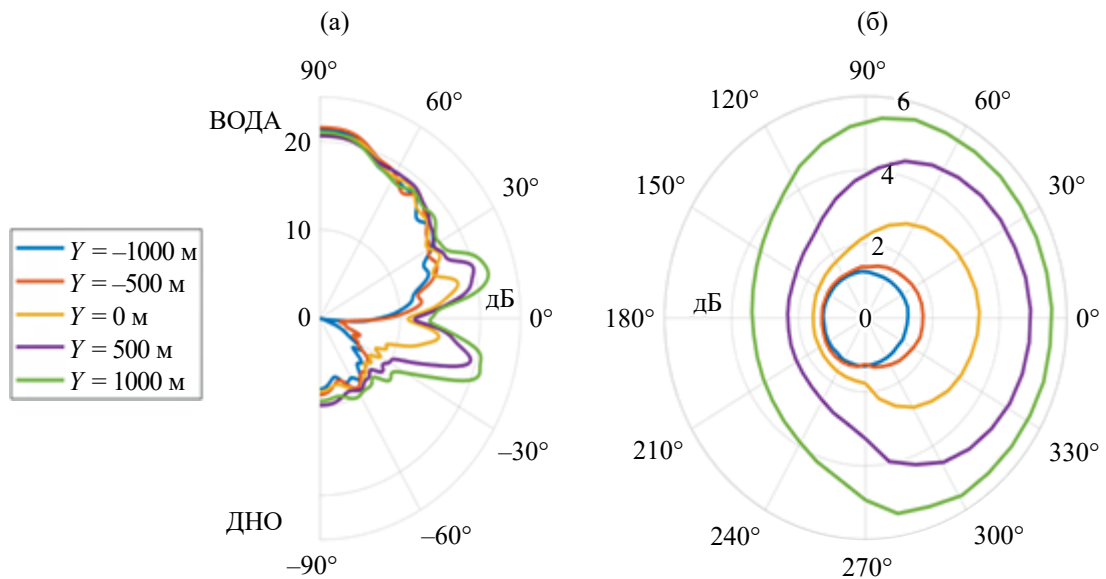 (а)
(б)
90°
90°
60°
120°
6
60°
ВОДА
20
4
30°
150°
30°
10
2
Y = –1000 м
Y = –500 м
Y = 0 м
Y = 500 м
Y = 1000 м
0
дБ
0°
180°
дБ
0
0°
–30°
210°
330°
ДНО
–60°
240°
300°
–90°
270°